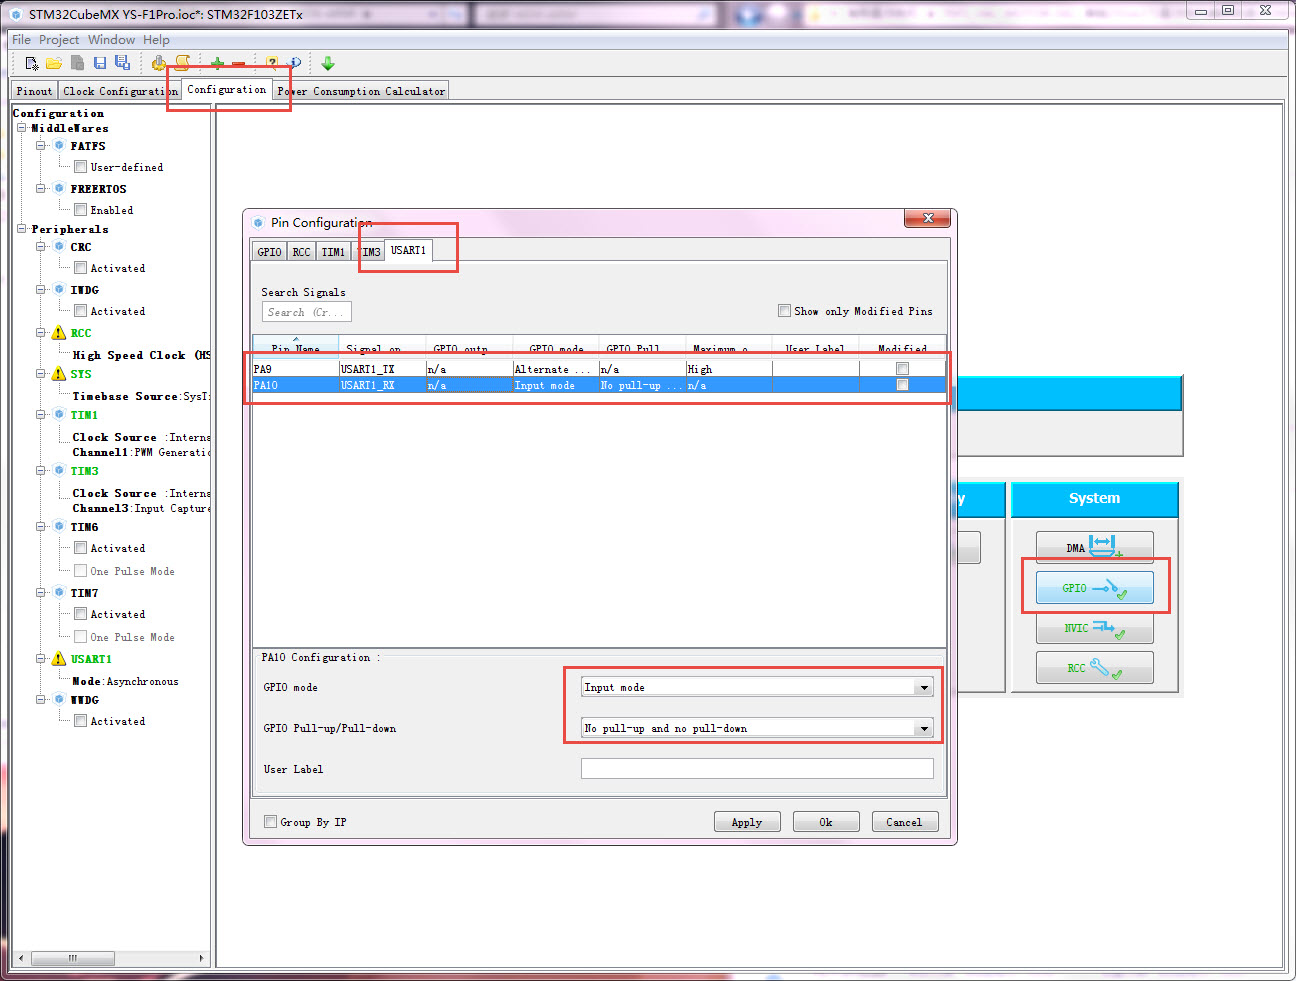 STM32CubeMX YS-F1Pro.ioc*: STM32F103ZETx
File Project Window Help
Pinout Clock Configuration Configuration Power Consumption Calculator
Configuration
MiddleWares
FATFS
User-defined
FREERTOS
Enabled
Peripherals
CRC
Activated
IWDG
Activated
RCC
High Speed Clock (HS
SYS
Timebase Source:SysTi
TIM1
Clock Source :Interna
Channel1:PWM Generatio
TIM3
Clock Source :Interna
Channel3:Input Capture
TIM6
Activated
One Pulse Mode
TIM7
Activated
One Pulse Mode
USART1
Mode:Asynchronous
WWDG
Activated
Pin Configuration
GPIO RCC TIM1 TIM3 USART1
Search Signals
Search (Cr...
Show only Modified Pins
Pin Name Signal on GPIO outp GPIO mode GPIO Pull Maximum o User Label Modified
PA9 USART1_TX n/a Alternate ... n/a High
PA10 USART1_RX n/a Input mode No pull-up ... n/a
PA10 Configuration :
GPIO mode Input mode
GPIO Pull-up/Pull-down No pull-up and no pull-down
User Label
Group By IP
Apply Ok Cancel
y
System
DMA
GPIO
NVIC
RCC